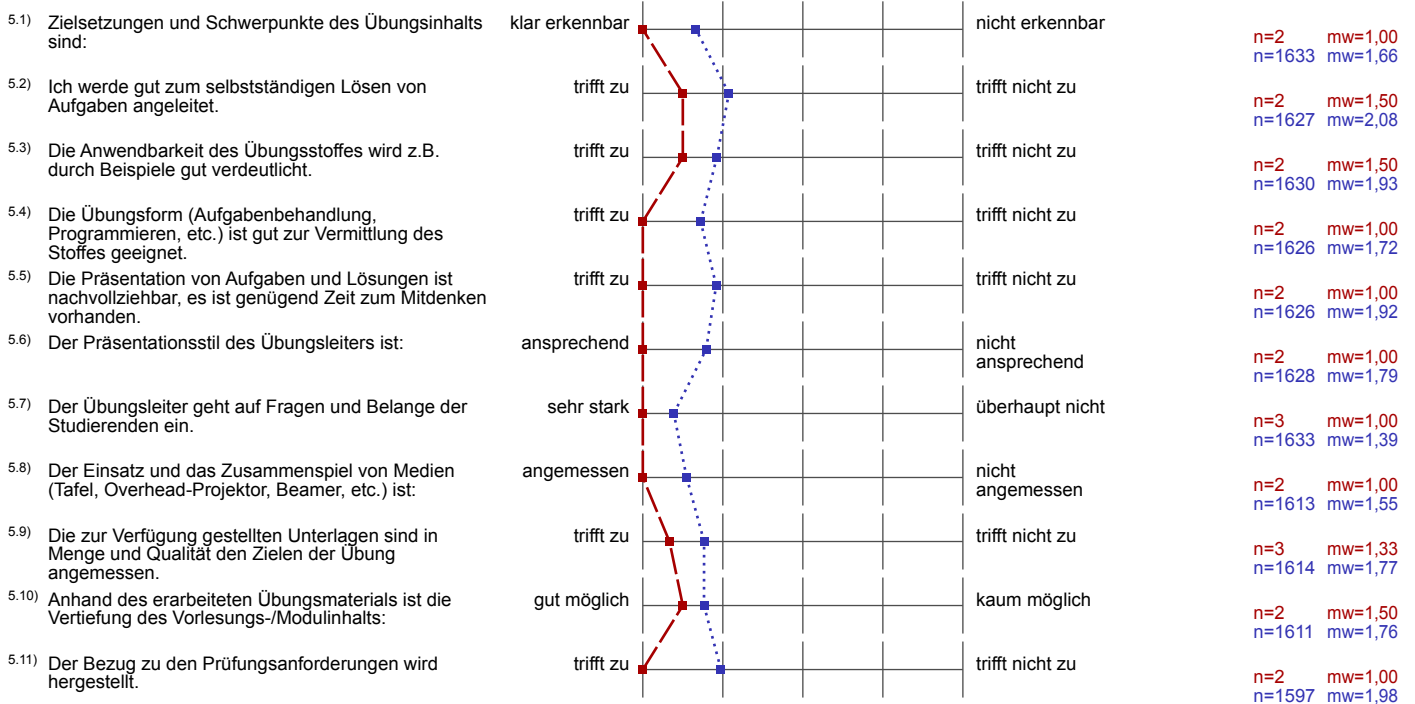 5.1) Zielsetzungen und Schwerpunkte des Übungsinhalts
sind:
klar erkennbar
nicht erkennbar
n=2 mw=1,00
n=1633 mw=1,66
5.2) Ich werde gut zum selbstständigen Lösen von
Aufgaben angeleitet.
trifft zu
trifft nicht zu
n=2 mw=1,50
n=1627 mw=2,08
5.3) Die Anwendbarkeit des Übungsstoffes wird z.B.
durch Beispiele gut verdeutlicht.
trifft zu
trifft nicht zu
n=2 mw=1,50
n=1630 mw=1,93
5.4) Die Übungsform (Aufgabenbehandlung,
Programmieren, etc.) ist gut zur Vermittlung des
Stoffes geeignet.
trifft zu
trifft nicht zu
n=2 mw=1,00
n=1626 mw=1,72
5.5) Die Präsentation von Aufgaben und Lösungen ist
nachvollziehbar, es ist genügend Zeit zum Mitdenken
vorhanden.
trifft zu
trifft nicht zu
n=2 mw=1,00
n=1626 mw=1,92
5.6) Der Präsentationsstil des Übungsleiters ist:
ansprechend
nicht
ansprechend
n=2 mw=1,00
n=1628 mw=1,79
5.7) Der Übungsleiter geht auf Fragen und Belange der
Studierenden ein.
sehr stark
überhaupt nicht
n=3 mw=1,00
n=1633 mw=1,39
5.8) Der Einsatz und das Zusammenspiel von Medien
(Tafel, Overhead-Projektor, Beamer, etc.) ist:
angemessen
nicht
angemessen
n=2 mw=1,00
n=1613 mw=1,55
5.9) Die zur Verfügung gestellten Unterlagen sind in
Menge und Qualität den Zielen der Übung
angemessen.
trifft zu
trifft nicht zu
n=3 mw=1,33
n=1614 mw=1,77
5.10) Anhand des erarbeiteten Übungsmaterials ist die
Vertiefung des Vorlesungs-/Modulinhalts:
gut möglich
kaum möglich
n=2 mw=1,50
n=1611 mw=1,76
5.11) Der Bezug zu den Prüfungsanforderungen wird
hergestellt.
trifft zu
trifft nicht zu
n=2 mw=1,00
n=1597 mw=1,98